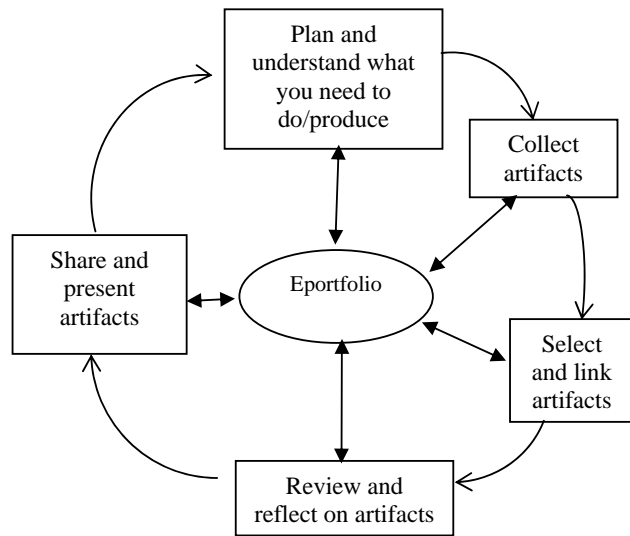 Plan and
understand what
you need to
do/produce
Collect
artifacts
Share and
present
artifacts
Eportfolio
Select
and link
artifacts
Review and
reflect on artifacts